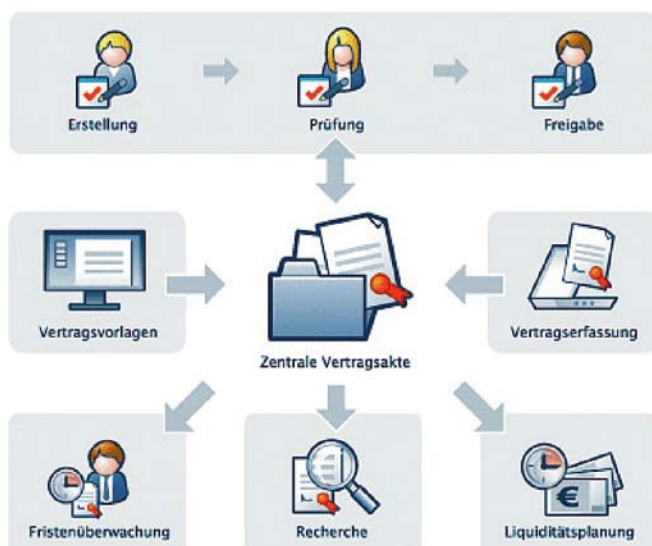 Erstellung
Prüfung
Freigabe
Vertragsvorlagen
Zentrale Vertragsakte
Vertragserfassung
Fristenüberwachung
Recherche
Liquiditätsplanung